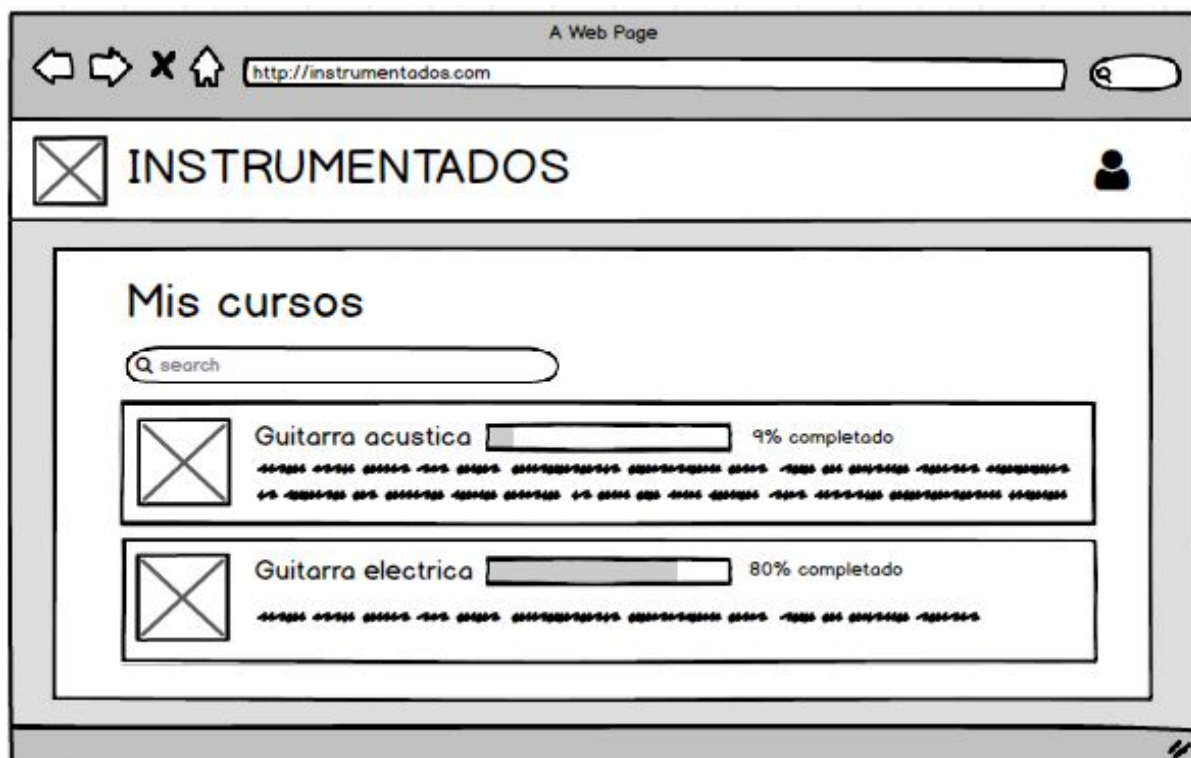 A Web Page
http://instrumentados.com
INSTRUMENTADOS
Mis cursos
search
Guitarra acustica 9% completado
Guitarra electrica 80% completado